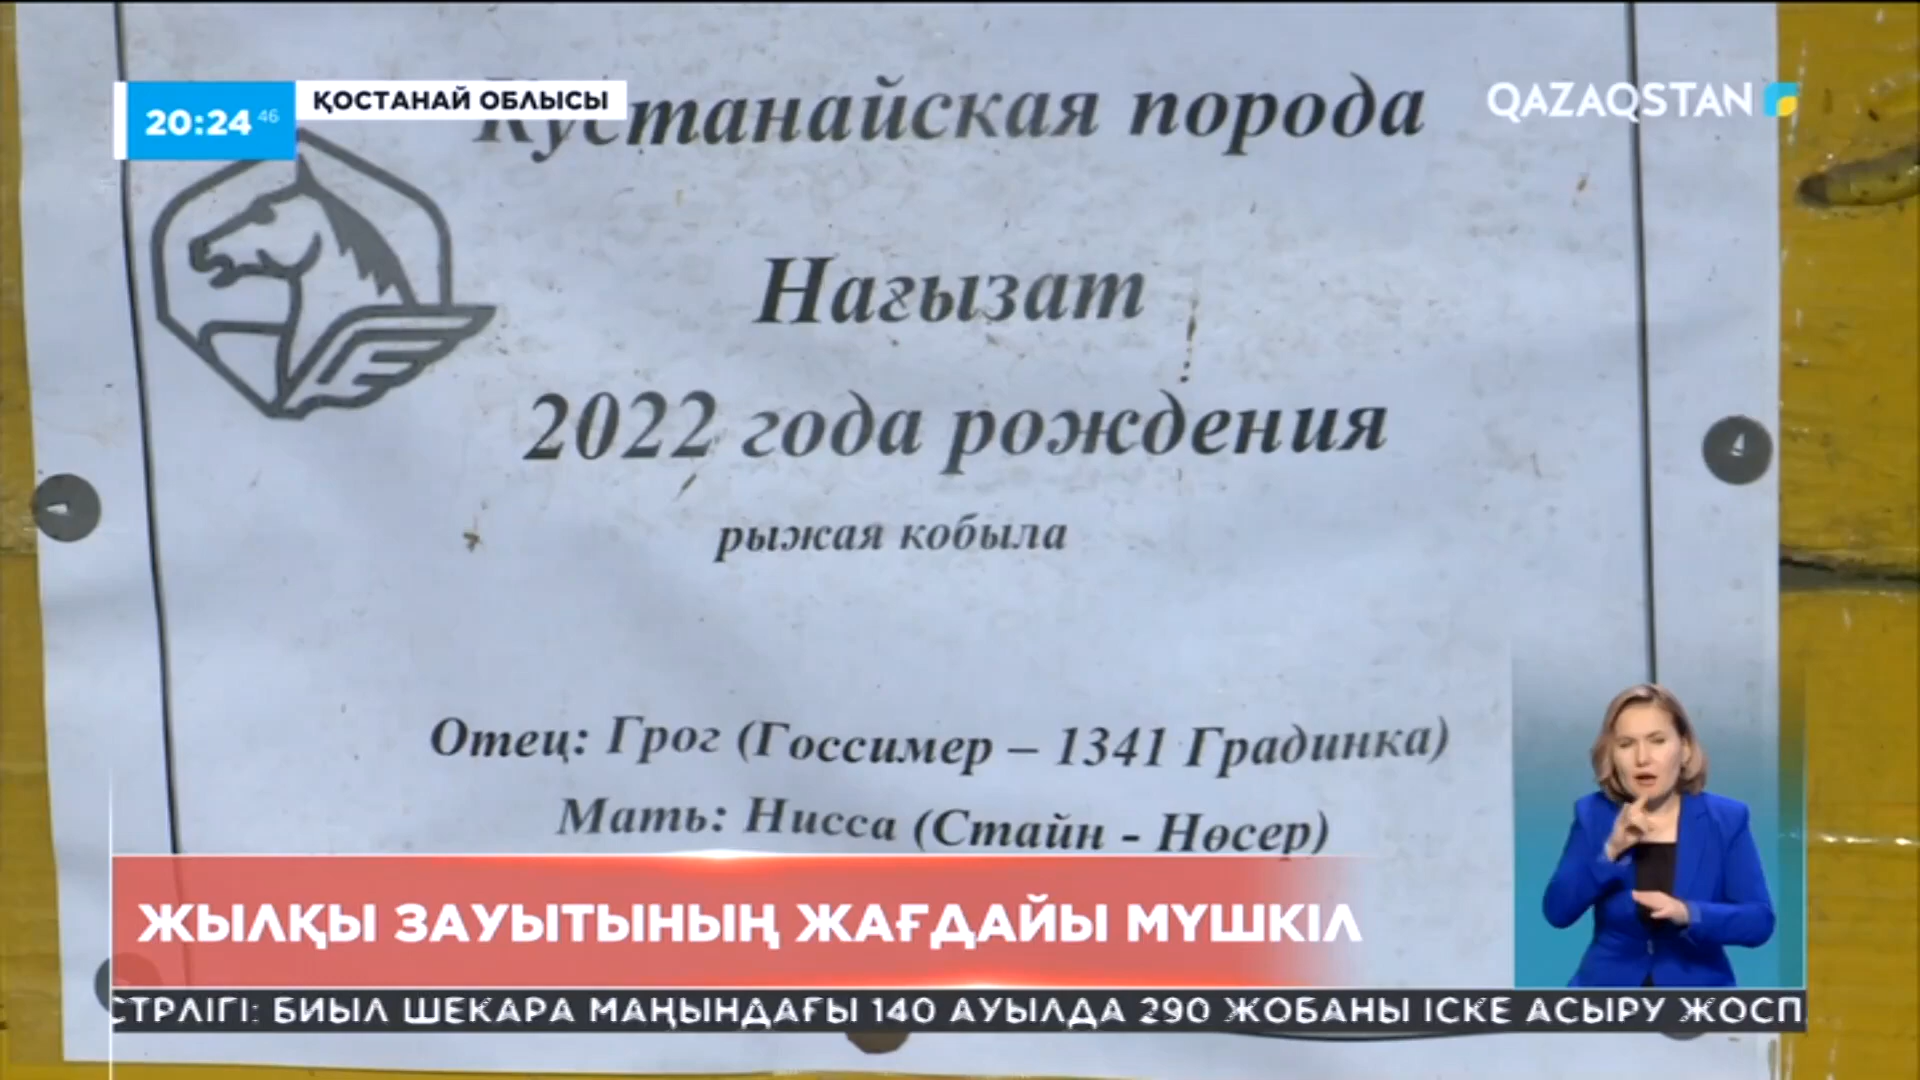 20:24 46
ҚОСТАНАЙ ОБЛЫСЫ
QAZAQSTAN
Кустанайская порода
Нағызат
2022 года рождения
рыжая кобыла
Отец: Грог (Госсимер – 1341 Градинка)
Мать: Нисса (Стайн - Нөсер)
ЖЫЛҚЫ ЗАУЫТЫНЫҢ ЖАҒДАЙЫ МҮШКІЛ
СТРЛІГІ: БИЫЛ ШЕКАРА МАҢЫНДАҒЫ 140 АУЫЛДА 290 ЖОБАНЫ ІСКЕ АСЫРУ ЖОСП